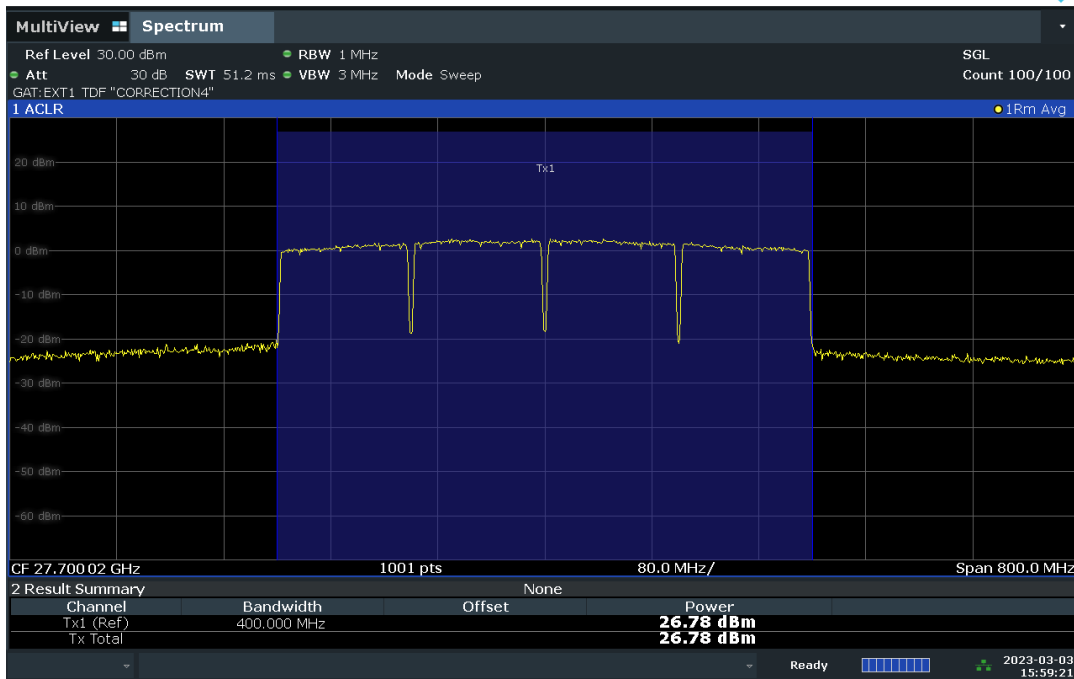 MultiView Spectrum
Ref Level 30.00 dBm RBW 1 MHz SGL
Att 30 dB SWT 51.2 ms VBW 3 MHz Mode Sweep Count 100/100
GAT:EXT1 TDF "CORRECTION4"
1 ACLR 1Rm Avg
Tx1
20 dBm
10 dBm
0 dBm
-10 dBm
-20 dBm
-30 dBm
-40 dBm
-50 dBm
-60 dBm
CF 27.700 02 GHz 1001 pts 80.0 MHz/ Span 800.0 MHz
2 Result Summary None
Channel Bandwidth Offset Power
Tx1 (Ref) 400.000 MHz 26.78 dBm
Tx Total 26.78 dBm
Ready 2023-03-03
15:59:21